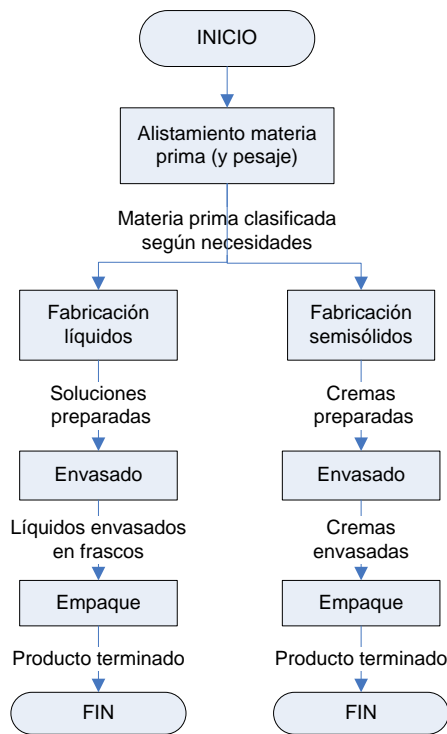 INICIO
Alistamiento materia
prima (y pesaje)
Materia prima clasificada
según necesidades
Fabricación
líquidos
Soluciones
preparadas
Envasado
Líquidos envasados
en frascos
Empaque
Producto terminado
FIN
Fabricación
semisólidos
Cremas
preparadas
Envasado
Cremas
envasadas
Empaque
Producto terminado
FIN